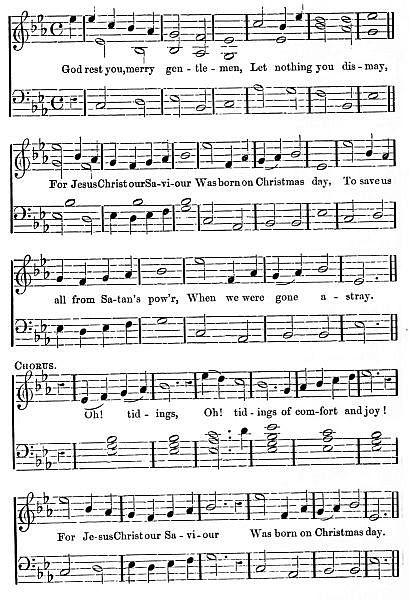 God rest you, merry gen - tle - men, Let nothing you dis - may,
For Jesus Christ our Sa - vi - our Was born on Christmas day, To save us
all from Sa - tan's pow'r, When we were gone a - stray.
CHORUS.
Oh! tid - ings, Oh! tid - ings of com - fort and joy!
For Je - sus Christ our Sa - vi - our Was born on Christmas day.